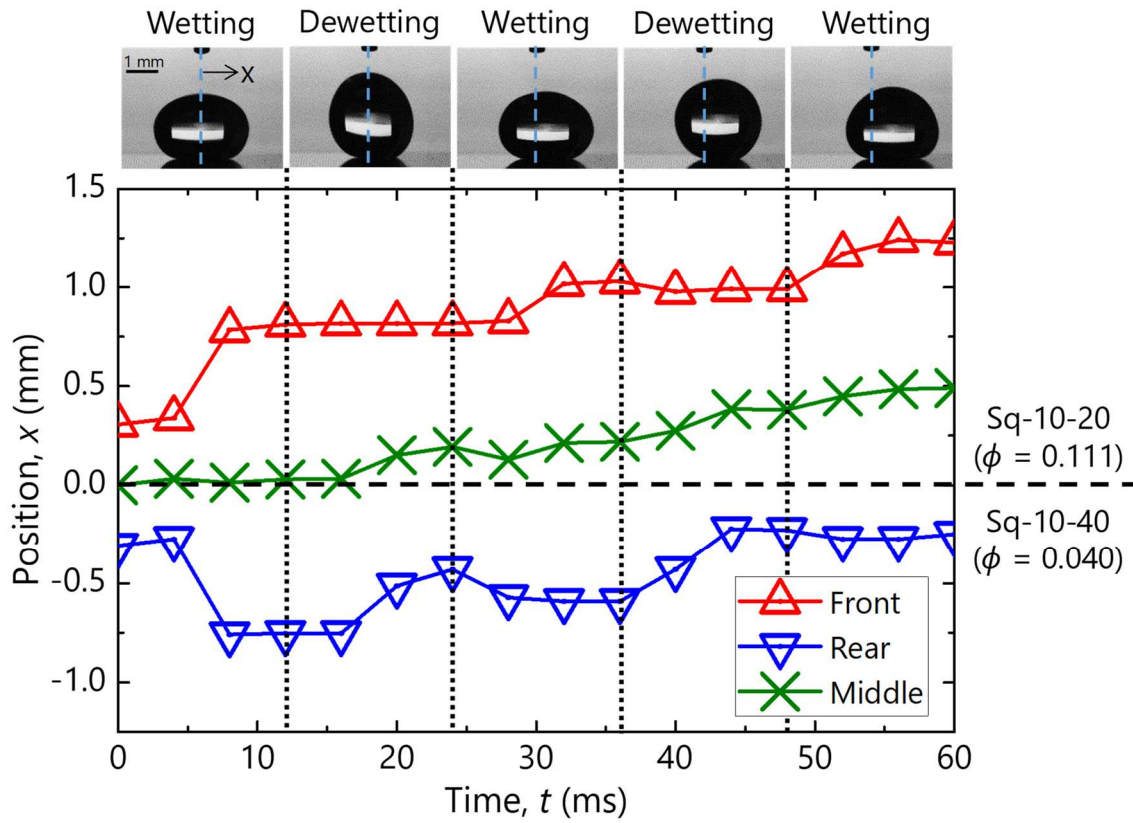 Wetting Dewetting Wetting Dewetting Wetting
1 mm
X
1.5
1.0
0.5
0.0
-0.5
-1.0
Position, x (mm)
Sq-10-20
(ϕ = 0.111)
Sq-10-40
(ϕ = 0.040)
Front
Rear
Middle
0 10 20 30 40 50 60
Time, t (ms)